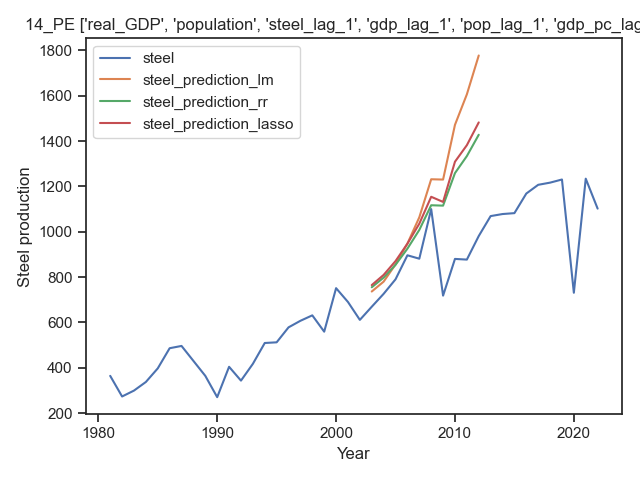 14_PE ['real_GDP', 'population', 'steel_lag_1', 'gdp_lag_1', 'pop_lag_1', 'gdp_pc_lag
steel
steel_prediction_lm
steel_prediction_rr
steel_prediction_lasso
1800
1600
1400
1200
1000
800
600
400
200
Steel production
1980
1990
2000
2010
2020
Year